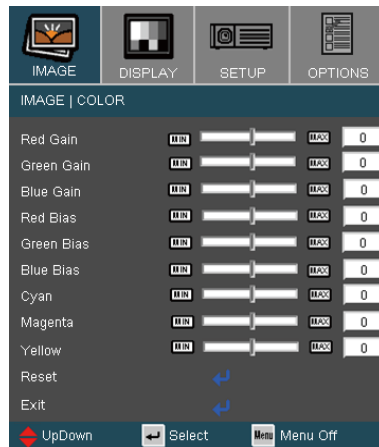 IMAGE DISPLAY SETUP OPTIONS
IMAGE | COLOR
Red Gain MIN MAX 0
Green Gain MIN MAX 0
Blue Gain MIN MAX 0
Red Bias MIN MAX 0
Green Bias MIN MAX 0
Blue Bias MIN MAX 0
Cyan MIN MAX 0
Magenta MIN MAX 0
Yellow MIN MAX 0
Reset
Exit
UpDown Select Menu Menu Off